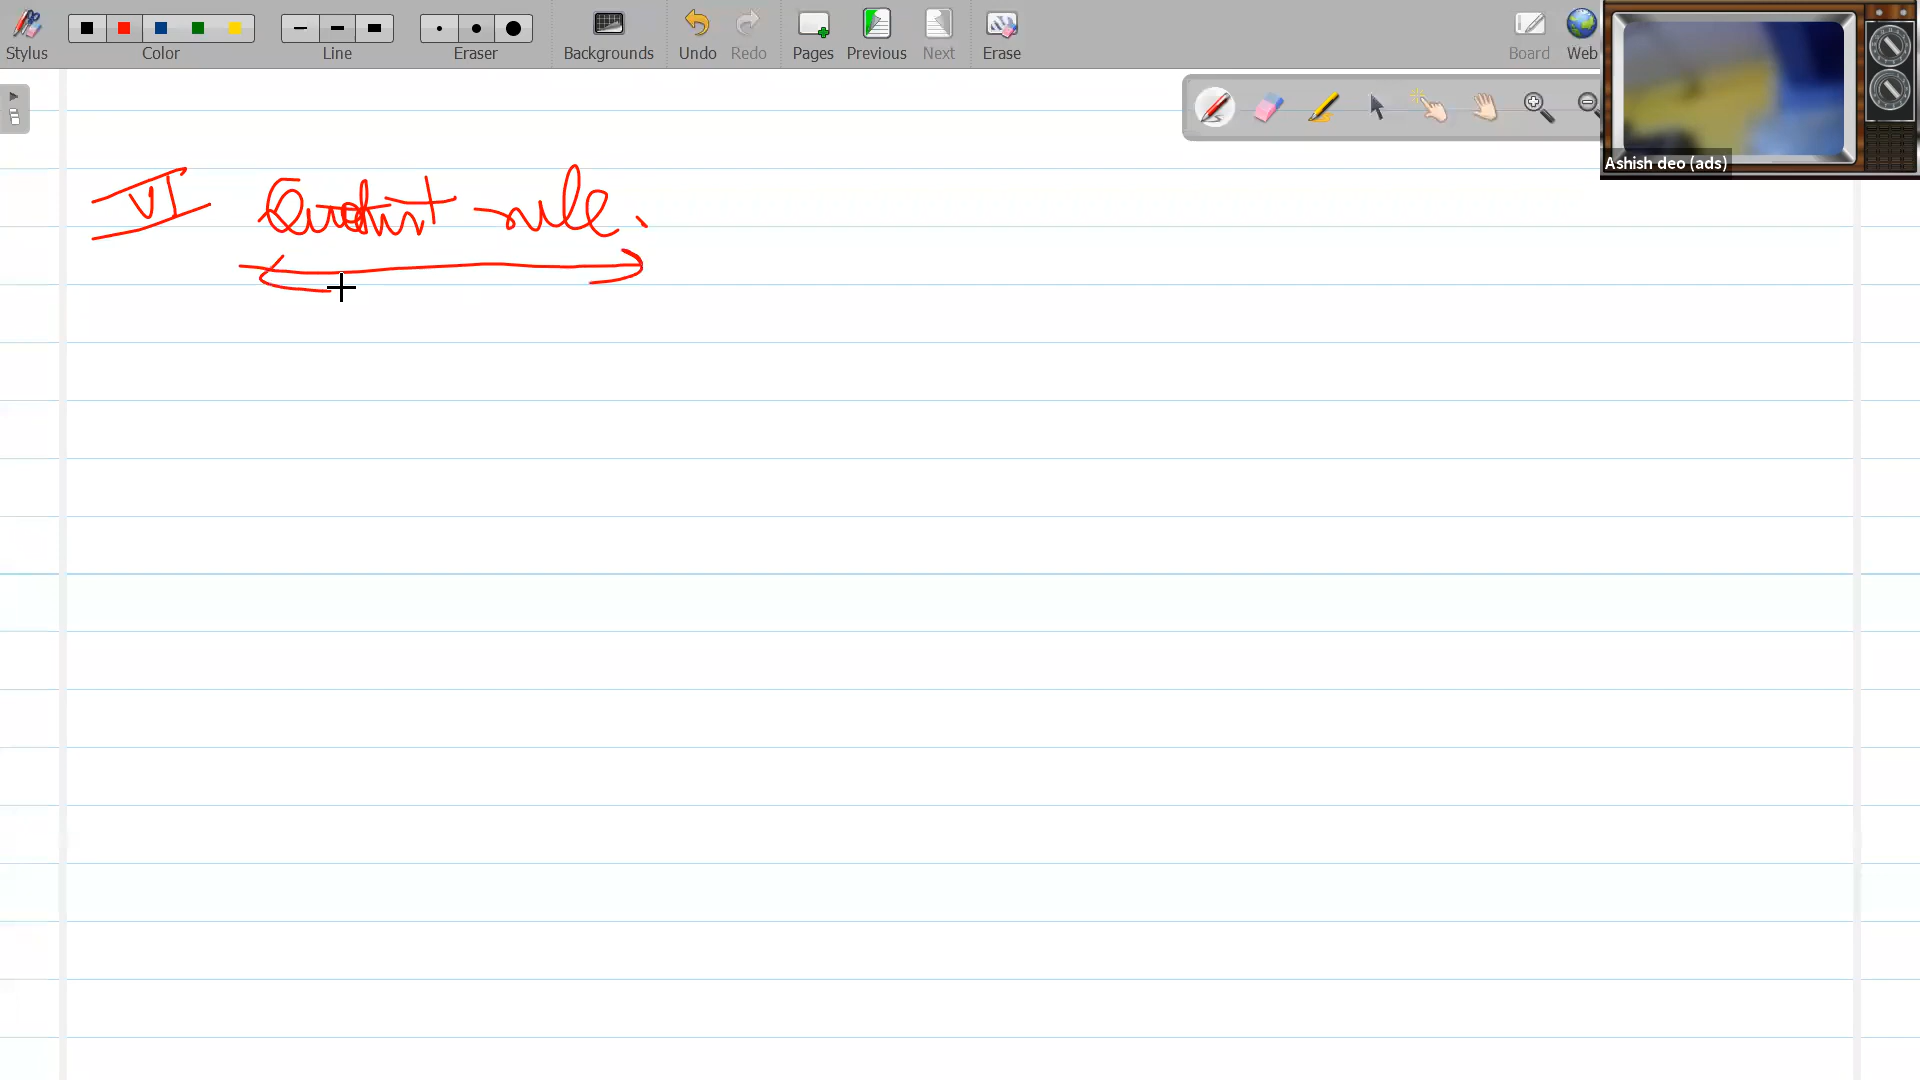 Stylus Color Line Eraser Backgrounds Undo Redo Pages Previous Next Erase Board Web
Ashish deo (ads)
VI Quotient rule.